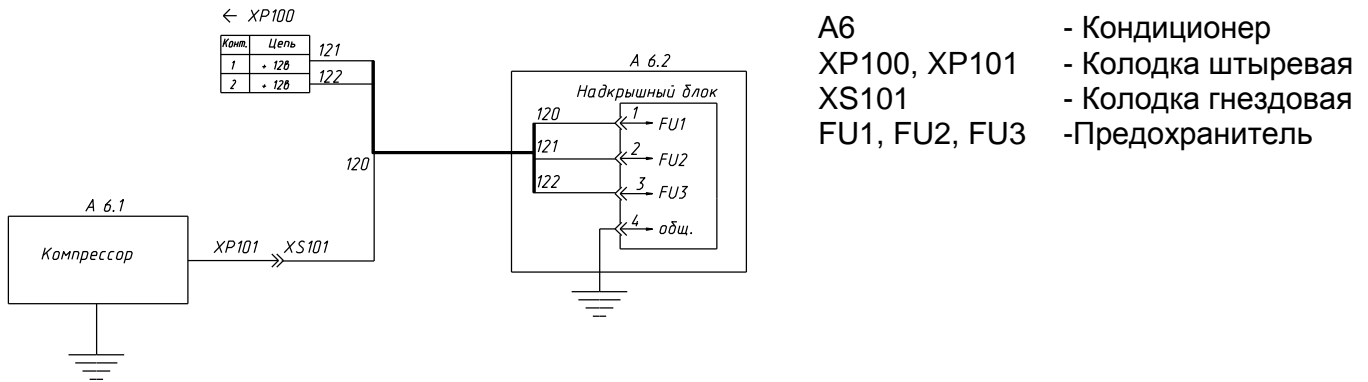 ← XP100
Конт. Цепь
1 + 12в
2 + 12в
121
122
120
А 6.1
Компрессор
XP101 XS101
А 6.2
Надкрышный блок
120 1 FU1
121 2 FU2
122 3 FU3
4 общ.
А6 - Кондиционер
XP100, XP101 - Колодка штыревая
XS101 - Колодка гнездовая
FU1, FU2, FU3 -Предохранитель